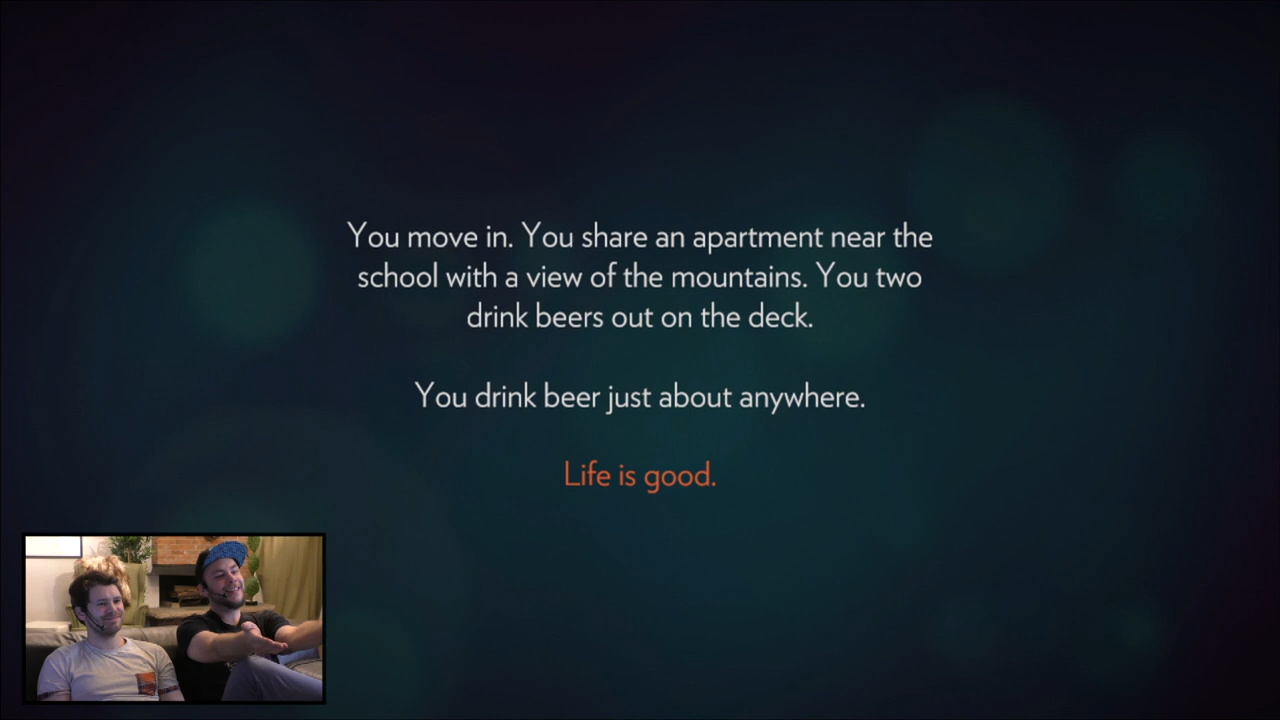 You move in. You share an apartment near the
school with a view of the mountains. You two
drink beers out on the deck.
You drink beer just about anywhere.
Life is good.